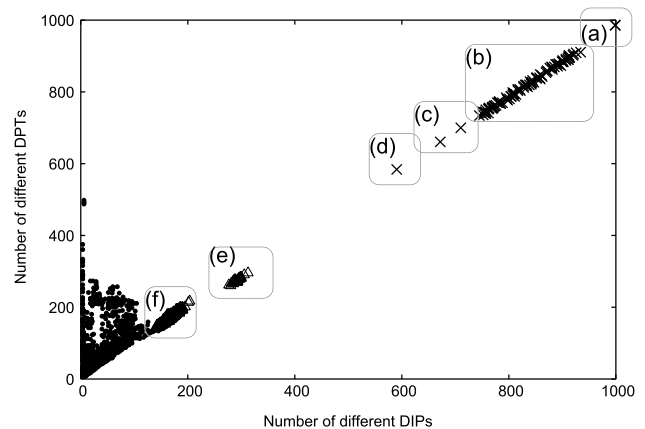 1000
(a)
(b)
800
(c)
(d)
600
Number of different DPTs
400
(e)
(f)
200
0
0 200 400 600 800 1000
Number of different DIPs